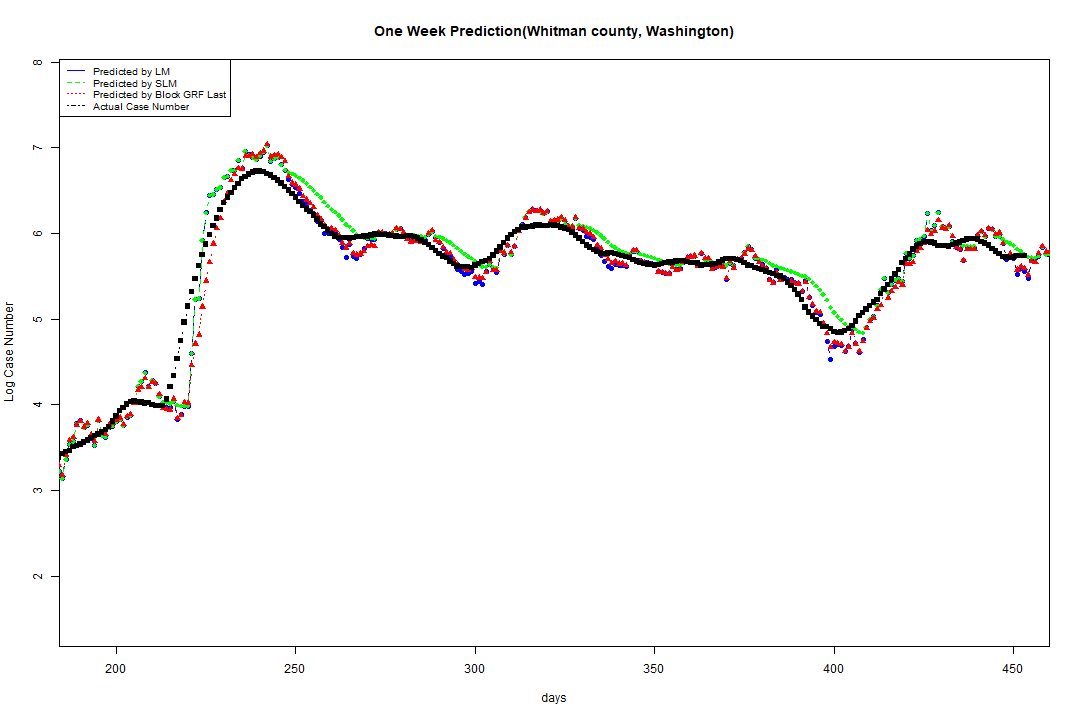 One Week Prediction(Whitman county, Washington)
Predicted by LM
Predicted by SLM
Predicted by Block GRF Last
Actual Case Number
8
7
6
5
4
3
2
Log Case Number
200 250 300 350 400 450
days